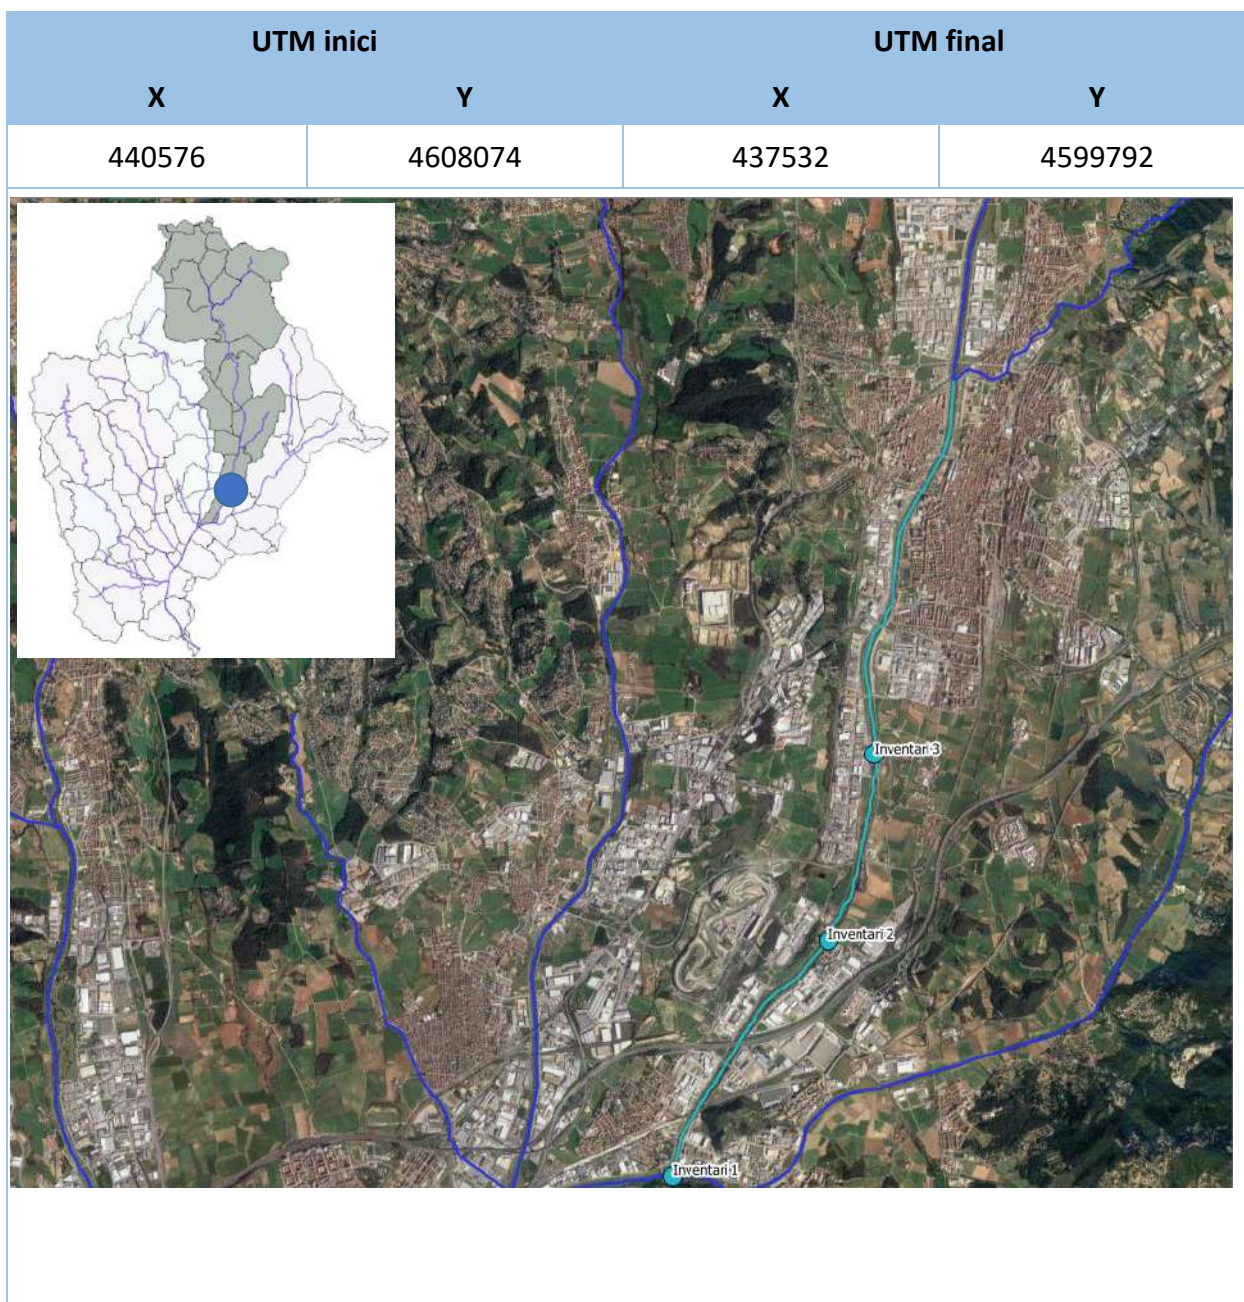 UTM inici UTM final
X Y X Y
440576 4608074 437532 4599792
Inventari 3
Inventari 2
Inventari 1